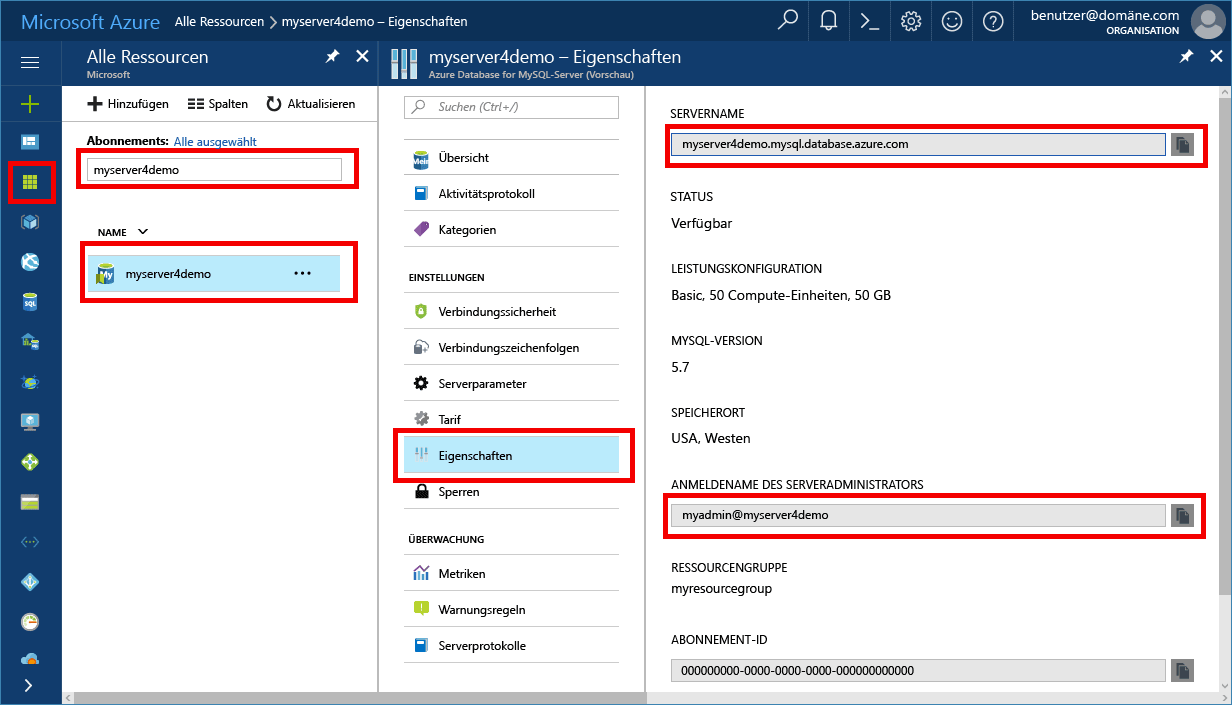 Microsoft Azure
Alle Ressourcen > myserver4demo – Eigenschaften
benutzer@domäne.com
ORGANISATION
Alle Ressourcen
Microsoft
Hinzufügen
Spalten
Aktualisieren
Abonnements: Alle ausgewählt
myserver4demo
NAME
My
myserver4demo
SQL
myserver4demo – Eigenschaften
Azure Database for MySQL-Server (Vorschau)
Suchen (Ctrl+/)
Übersicht
Aktivitätsprotokoll
Kategorien
EINSTELLUNGEN
Verbindungssicherheit
Verbindungszeichenfolgen
Serverparameter
Tarif
Eigenschaften
Sperren
ÜBERWACHUNG
Metriken
Warnungsregeln
Serverprotokolle
SERVERNAME
myserver4demo.mysql.database.azure.com
STATUS
Verfügbar
LEISTUNGSKONFIGURATION
Basic, 50 Compute-Einheiten, 50 GB
MYSQL-VERSION
5.7
SPEICHERORT
USA, Westen
ANMELDENAME DES SERVERADMINISTRATORS
myadmin@myserver4demo
RESSOURCENGRUPPE
myresourcegroup
ABONNEMENT-ID
000000000-0000-0000-0000-000000000000